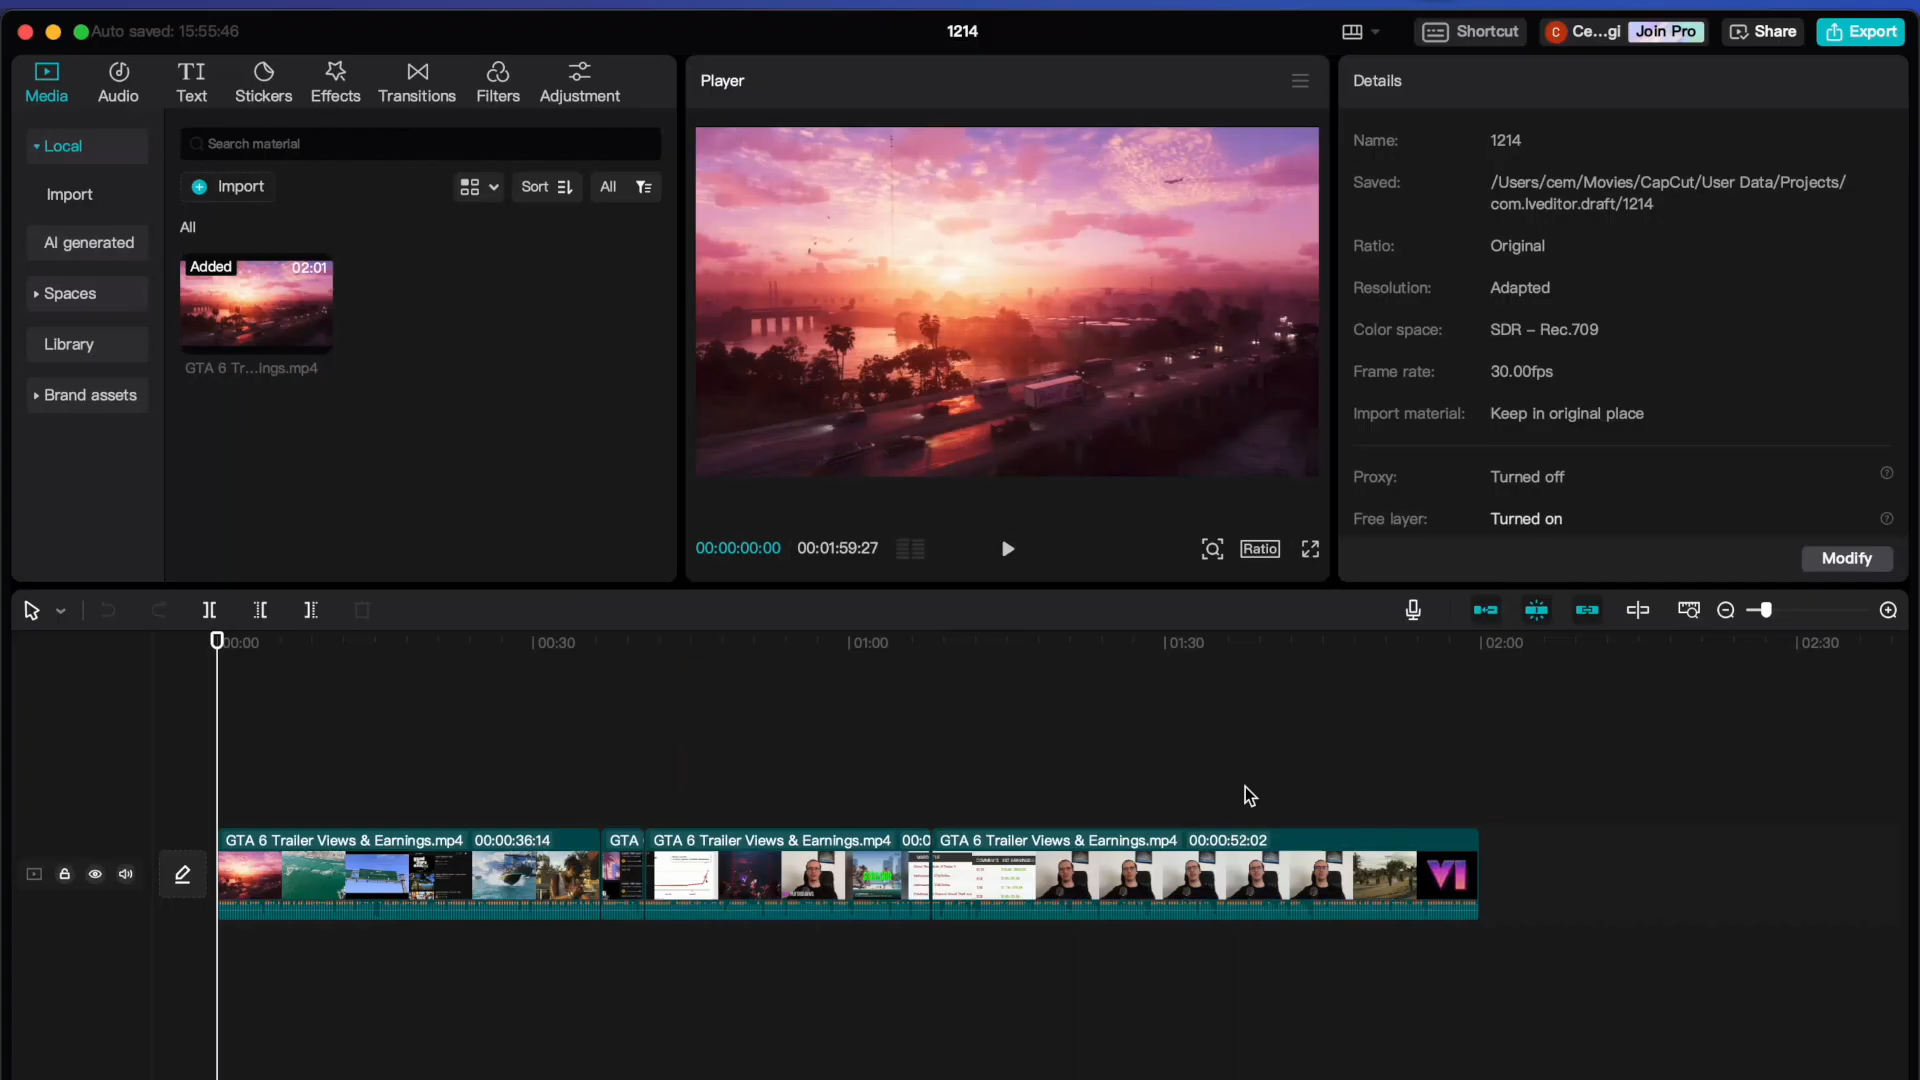 Auto saved: 15:55:46
1214
Shortcut
C
Ce...gi
Join Pro
Share
Export
Media
Audio
TI
Text
Stickers
Effects
Transitions
Filters
Adjustment
Local
Import
AI generated
Spaces
Library
Brand assets
Search material
Import
Sort
All
All
Added
02:01
GTA 6 Tr...ings.mp4
Player
00:00:00:00
00:01:59:27
Ratio
Details
Name: 1214
Saved: /Users/cem/Movies/CapCut/User Data/Projects/
com.lveditor.draft/1214
Ratio: Original
Resolution: Adapted
Color space: SDR – Rec.709
Frame rate: 30.00fps
Import material: Keep in original place
Proxy: Turned off
Free layer: Turned on
Modify
00:00
00:30
01:00
01:30
02:00
02:30
GTA 6 Trailer Views & Earnings.mp4 00:00:36:14
GTA
GTA 6 Trailer Views & Earnings.mp4 00:0
GTA 6 Trailer Views & Earnings.mp4 00:00:52:02
VI